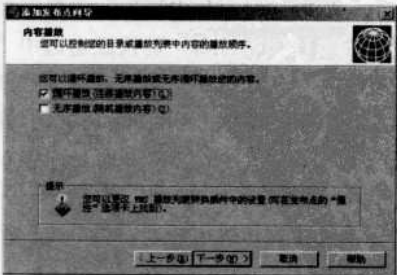 添加发布点向导
内容播放
您可以控制您的目录或播放列表中内容的播放顺序。
您可以循环播放、无序播放或无序循环播放您的内容。
循环播放(连续播放内容)(L)
无序播放(随机播放内容)(Q)
提示
您可以更改 WMS 播放列表转换插件中的设置(可在发布点的“属
性”选项卡上找到)。
<上一步(B)
下一步(N) >
取消
帮助